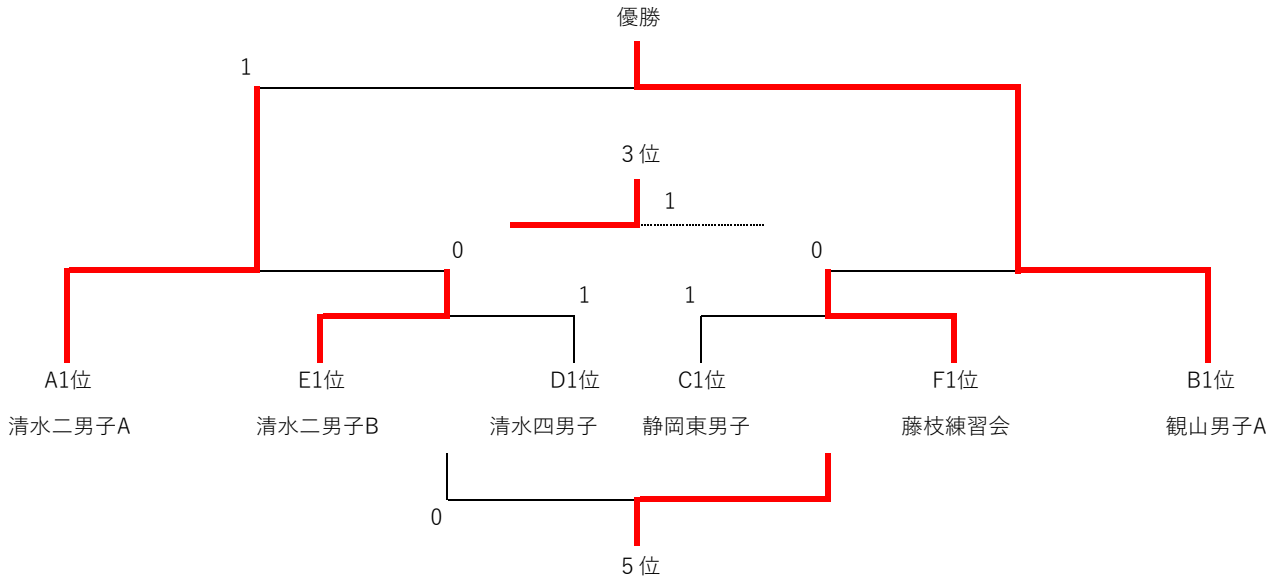 優勝
1
3 位
1
0
0
1
1
A1位
E1位
D1位
C1位
F1位
B1位
清水二男子A
清水二男子B
清水四男子
静岡東男子
藤枝練習会
観山男子A
0
5 位